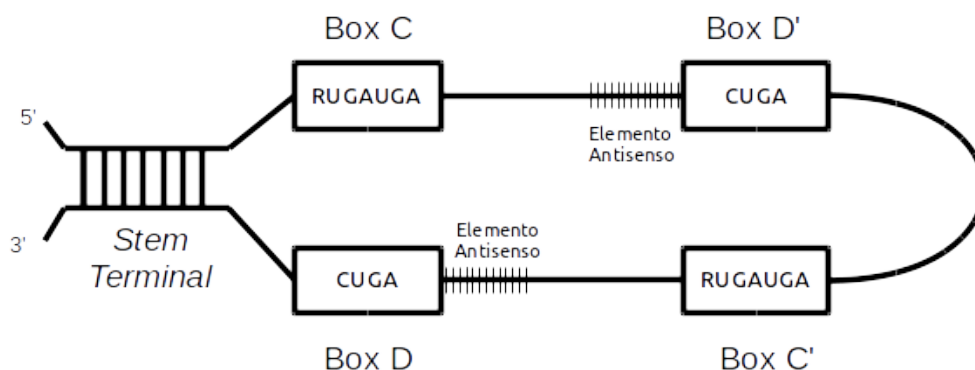 Box C
Box D'
RUGAUGA
CUGA
5'
Elemento
Antisenso
3'
Stem
Terminal
Elemento
Antisenso
CUGA
RUGAUGA
Box D
Box C'